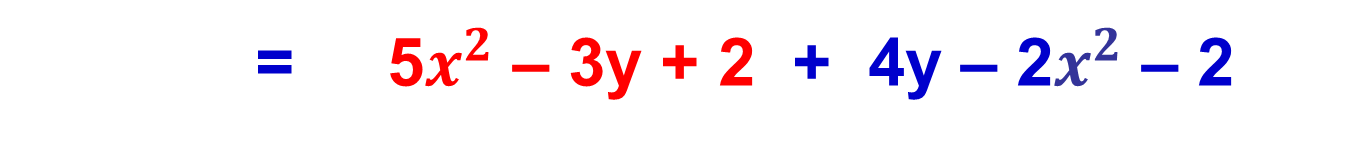 = 5x² – 3y + 2 + 4y – 2x² – 2